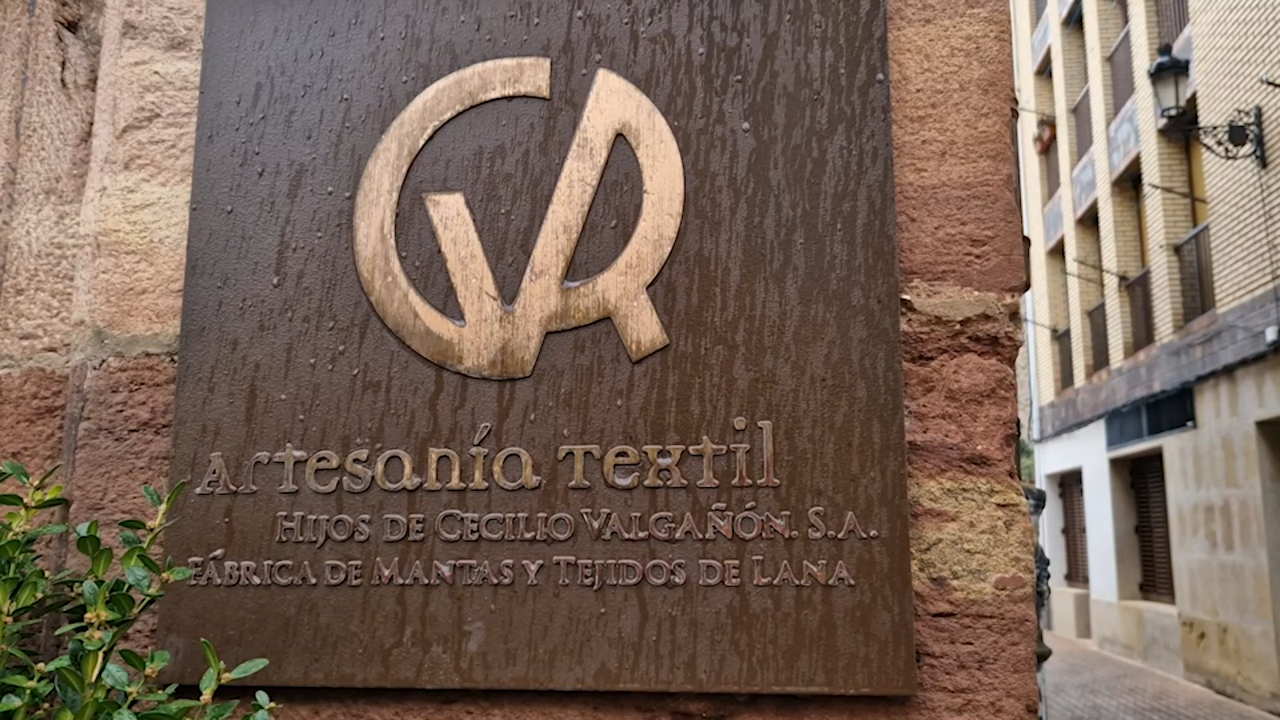 Artesanía Textil
HIJOS DE CECILIO VALGAÑÓN. S.A.
FÁBRICA DE MANTAS Y TEJIDOS DE LANA